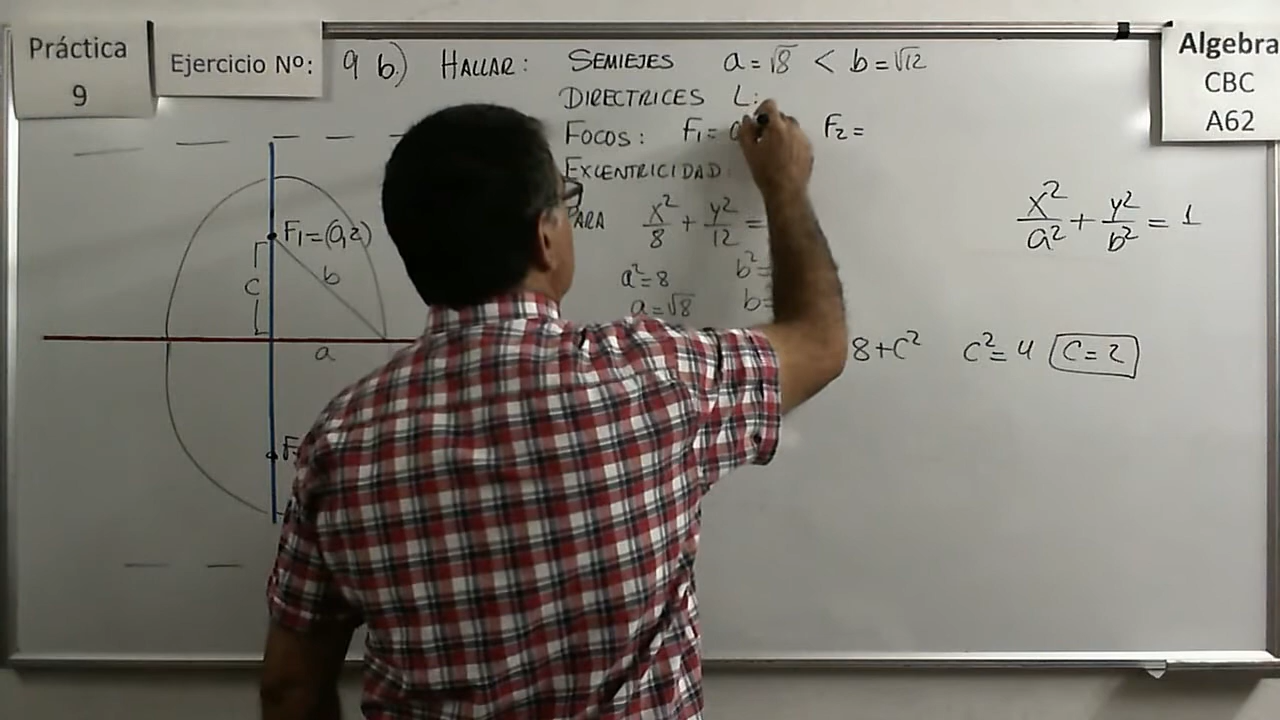 Práctica
9
Ejercicio Nº: 9 b.) HALLAR: SEMIEJES a = √8 < b = √12
DIRECTRICES L:
FOCOS: F₁ = F₂ =
EXCENTRICIDAD
PARA x²/8 + y²/12 =
a² = 8 b² =
a = √8 b =
8 + C² C² = 4 C = 2
Algebra
CBC
A62
x²/a² + y²/b² = 1
F₁ = (0,2)
b
C
a